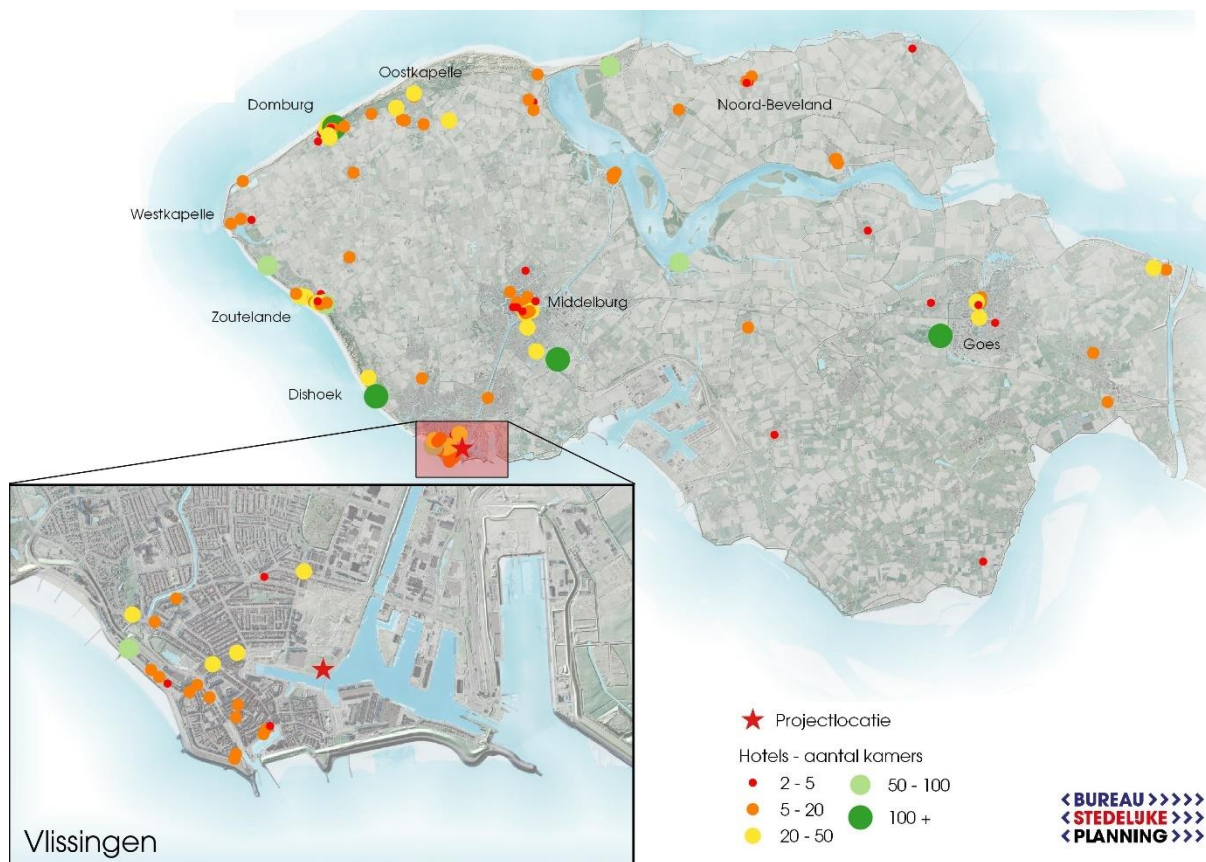 Oostkapelle
Domburg
Noord-Beveland
Westkapelle
Middelburg
Zoutelande
Goes
Dishoek
Vlissingen
Projectlocatie
Hotels - aantal kamers
2 - 5
5 - 20
20 - 50
50 - 100
100 +
BUREAU
STEDELIJKE
PLANNING